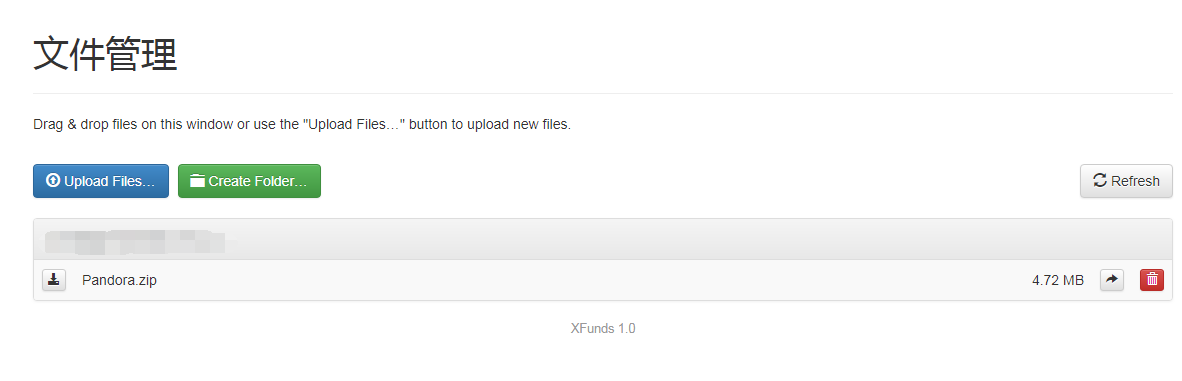 文件管理
Drag & drop files on this window or use the "Upload Files…" button to upload new files.
Upload Files… Create Folder… Refresh
Pandora.zip 4.72 MB
XFunds 1.0